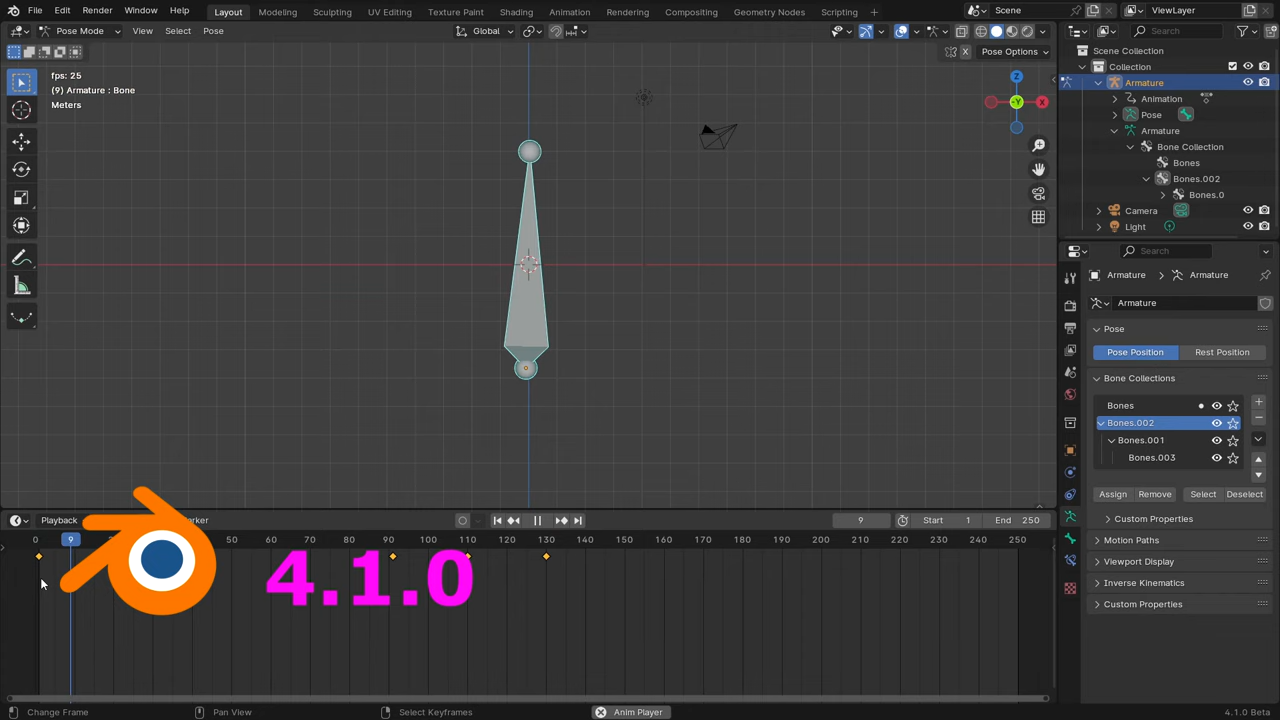 File Edit Render Window Help Layout Modeling Sculpting UV Editing Texture Paint Shading Animation Rendering Compositing Geometry Nodes Scripting + Scene ViewLayer
Pose Mode View Select Pose Global Search
X Pose Options
fps: 25
(9) Armature : Bone
Meters
Z
-Y
X
Scene Collection
Collection
Armature
Animation
Pose
Armature
Bone Collection
Bones
Bones.002
Bones.0
Camera
Light
Search
Armature Armature
Armature
Pose
Pose Position Rest Position
Bone Collections
Bones
Bones.002
Bones.001
Bones.003
Assign Remove Select Deselect
Custom Properties
Motion Paths
Viewport Display
Inverse Kinematics
Custom Properties
Playback 9 Start 1 End 250
0 9 50 60 70 80 90 100 110 120 130 140 150 160 170 180 190 200 210 220 230 240 250
4.1.0
Change Frame Pan View Select Keyframes Anim Player 4.1.0 Beta